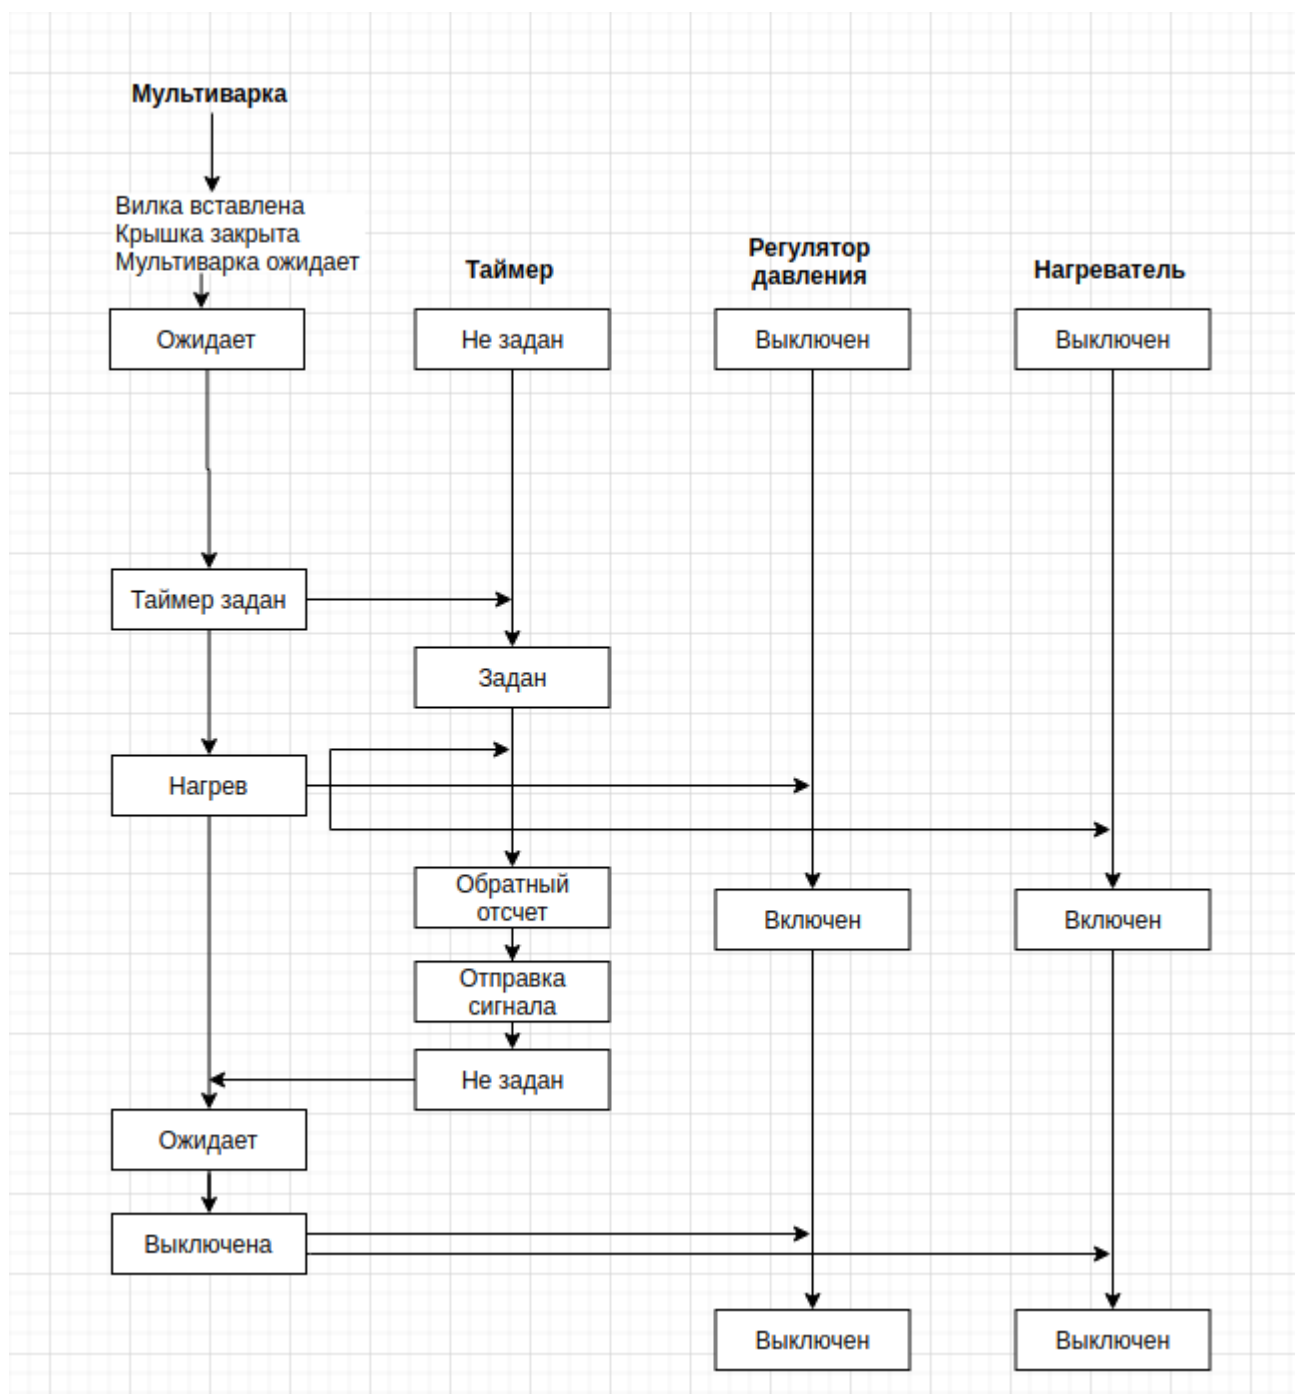 Мультиварка
Вилка вставлена
Крышка закрыта
Мультиварка ожидает
Таймер
Регулятор
давления
Нагреватель
Ожидает
Не задан
Выключен
Выключен
Таймер задан
Задан
Нагрев
Обратный
отсчет
Включен
Включен
Отправка
сигнала
Не задан
Ожидает
Выключена
Выключен
Выключен